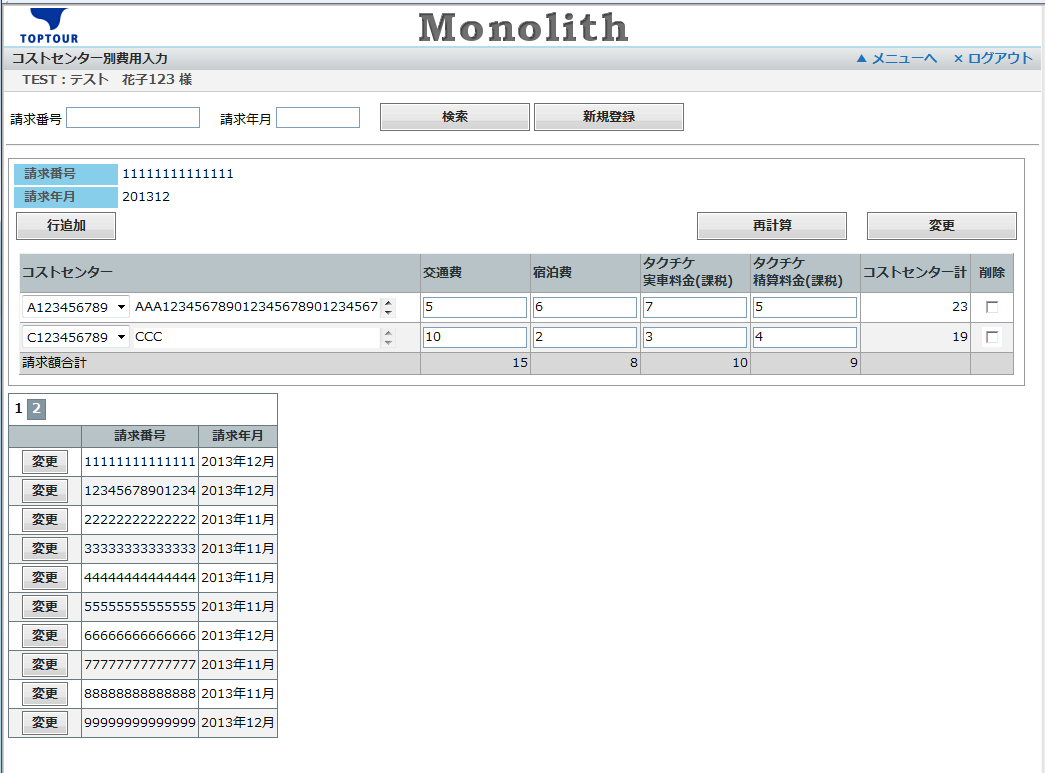 TOPTOUR
Monolith
コストセンター別費用入力 ▲ メニューへ × ログアウト
TEST：テスト 花子123 様
請求番号 請求年月 検索 新規登録
請求番号 11111111111111
請求年月 201312
行追加 再計算 変更
コストセンター 交通費 宿泊費 タクチケ 実車料金(課税) タクチケ 精算料金(課税) コストセンター計 削除
A123456789 AAA123456789012345678901234567 5 6 7 5 23
C123456789 CCC 10 2 3 4 19
請求額合計 15 8 10 9
1 2
請求番号 請求年月
変更 11111111111111 2013年12月
変更 12345678901234 2013年12月
変更 22222222222222 2013年11月
変更 33333333333333 2013年11月
変更 44444444444444 2013年11月
変更 55555555555555 2013年11月
変更 66666666666666 2013年12月
変更 77777777777777 2013年11月
変更 88888888888888 2013年11月
変更 99999999999999 2013年12月